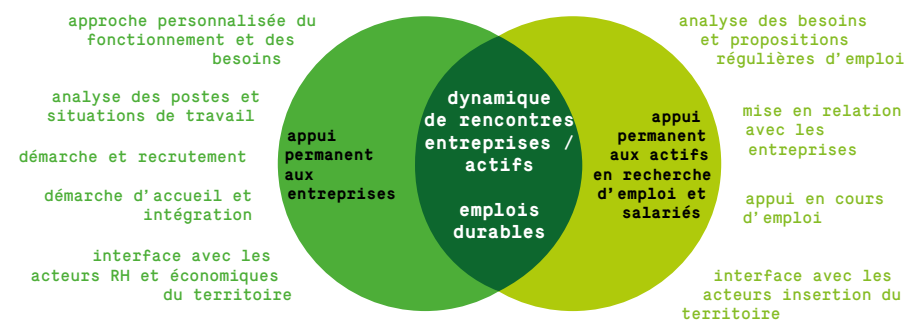 approche personnalisée du
fonctionnement et des
besoins
analyse des postes et
situations de travail
démarche et recrutement
démarche d'accueil et
intégration
interface avec les
acteurs RH et économiques
du territoire
appui
permanent
aux
entreprises
dynamique
de rencontres
entreprises /
actifs
emplois
durables
appui
permanent
aux actifs
en recherche
d'emploi et
salariés
analyse des besoins
et propositions
régulières d'emploi
mise en relation
avec les
entreprises
appui en cours
d'emploi
interface avec les
acteurs insertion du
territoire